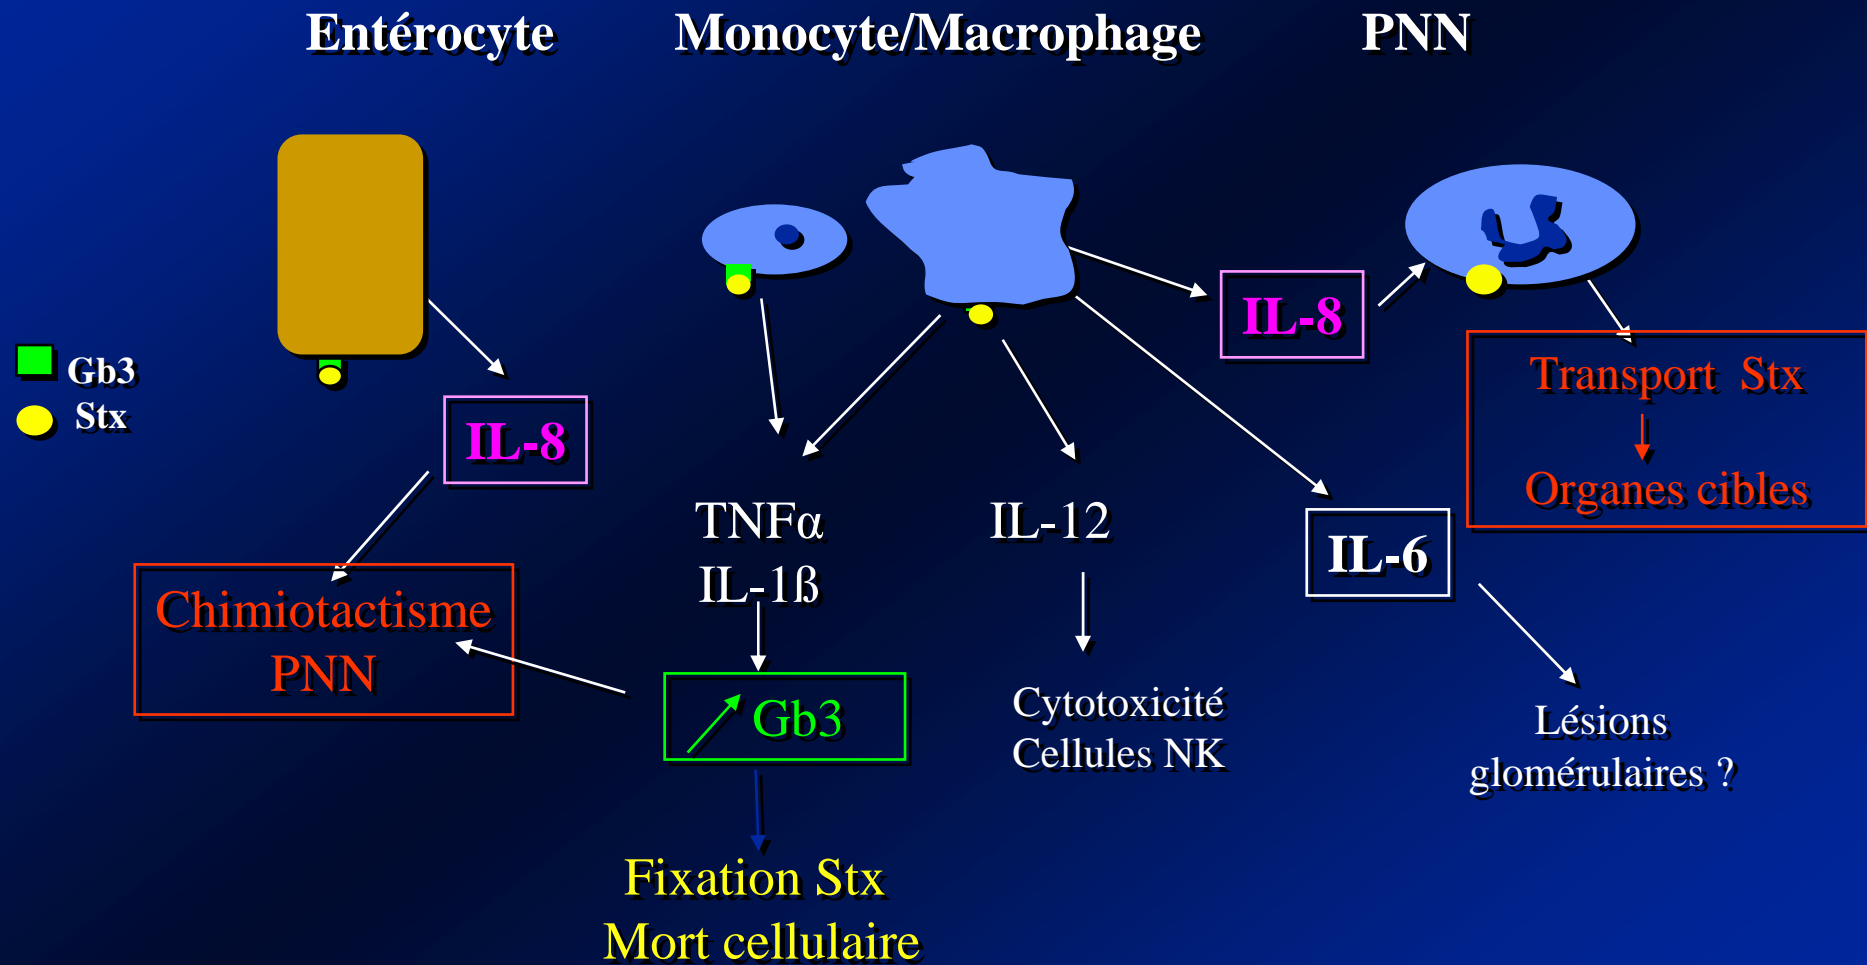 Entérocyte
Monocyte/Macrophage
PNN
Gb3
Stx
IL-8
Chimiotactisme
PNN
TNFα
IL-1ß
Gb3
Fixation Stx
Mort cellulaire
IL-12
Cytotoxicité
Cellules NK
IL-8
IL-6
Lésions
glomérulaires ?
Transport Stx
Organes cibles